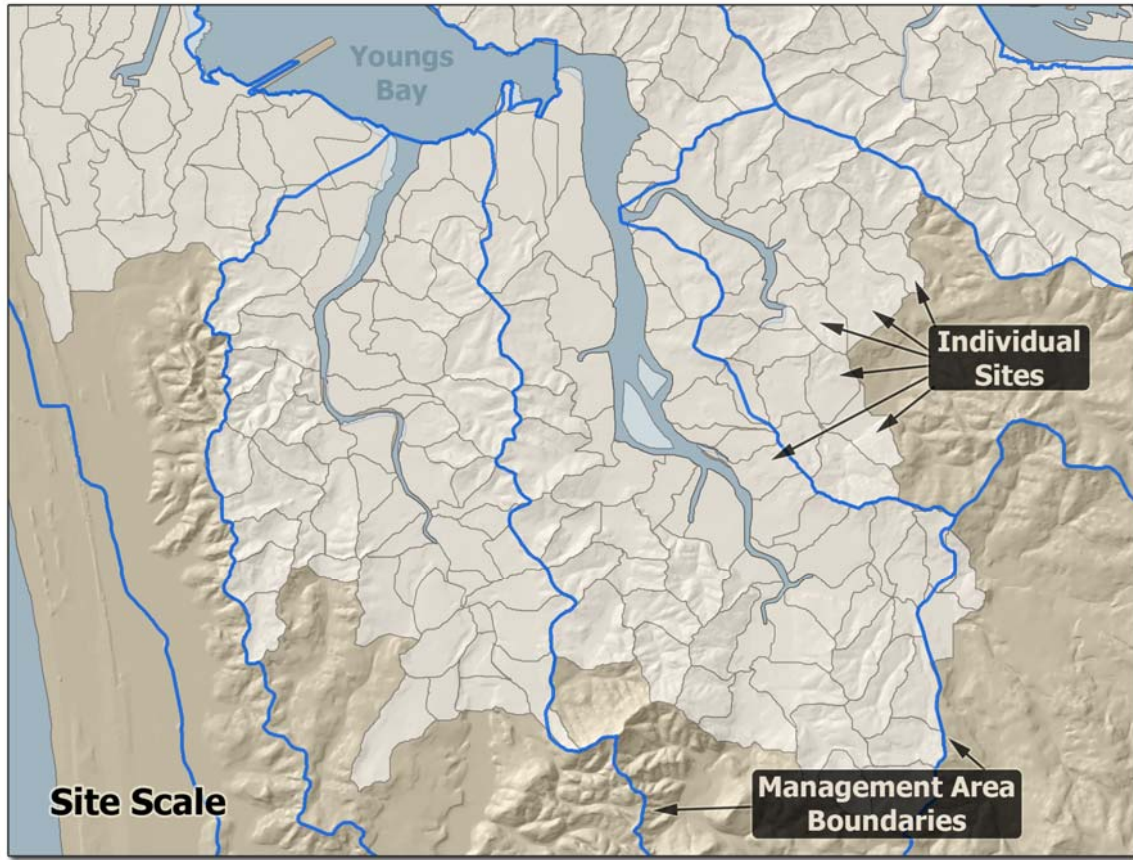 Youngs
Bay
Individual
Sites
Site Scale
Management Area
Boundaries